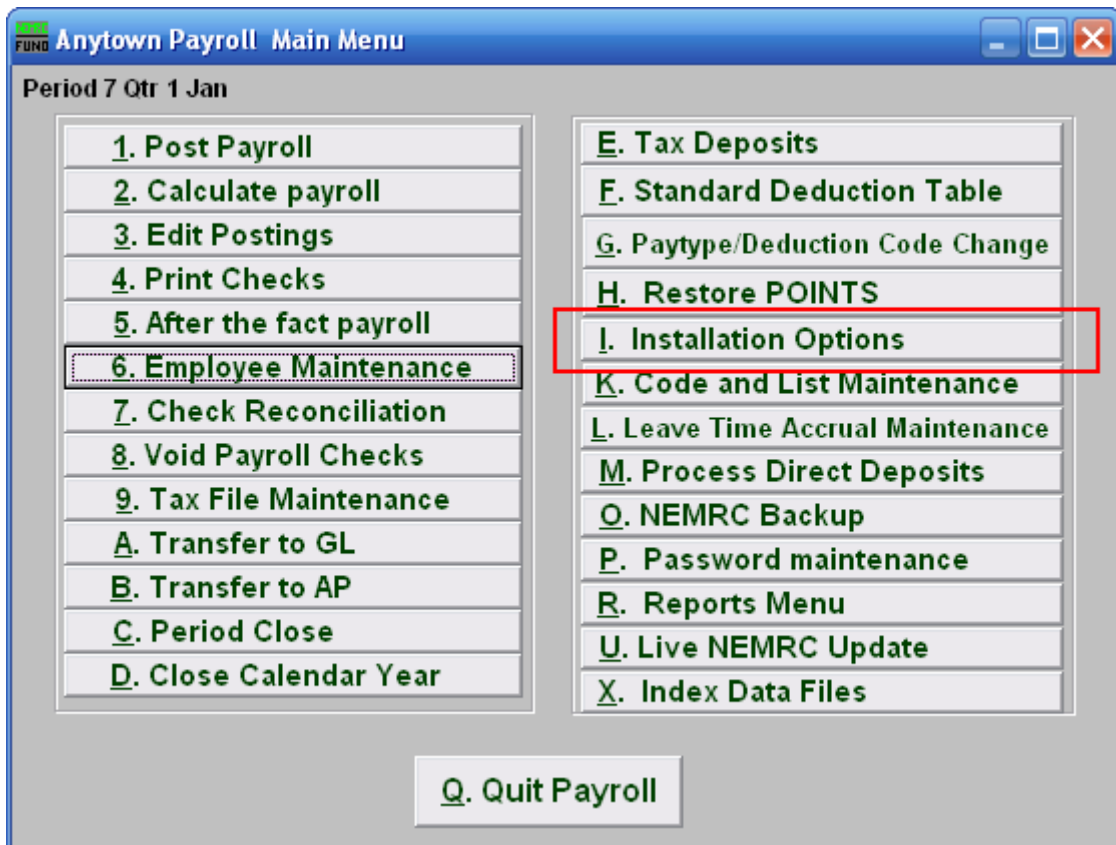 NEMRC
FUND Anytown Payroll Main Menu
Period 7 Qtr 1 Jan
1. Post Payroll
2. Calculate payroll
3. Edit Postings
4. Print Checks
5. After the fact payroll
6. Employee Maintenance
7. Check Reconciliation
8. Void Payroll Checks
9. Tax File Maintenance
A. Transfer to GL
B. Transfer to AP
C. Period Close
D. Close Calendar Year
E. Tax Deposits
F. Standard Deduction Table
G. Paytype/Deduction Code Change
H. Restore POINTS
I. Installation Options
K. Code and List Maintenance
L. Leave Time Accrual Maintenance
M. Process Direct Deposits
O. NEMRC Backup
P. Password maintenance
R. Reports Menu
U. Live NEMRC Update
X. Index Data Files
Q. Quit Payroll